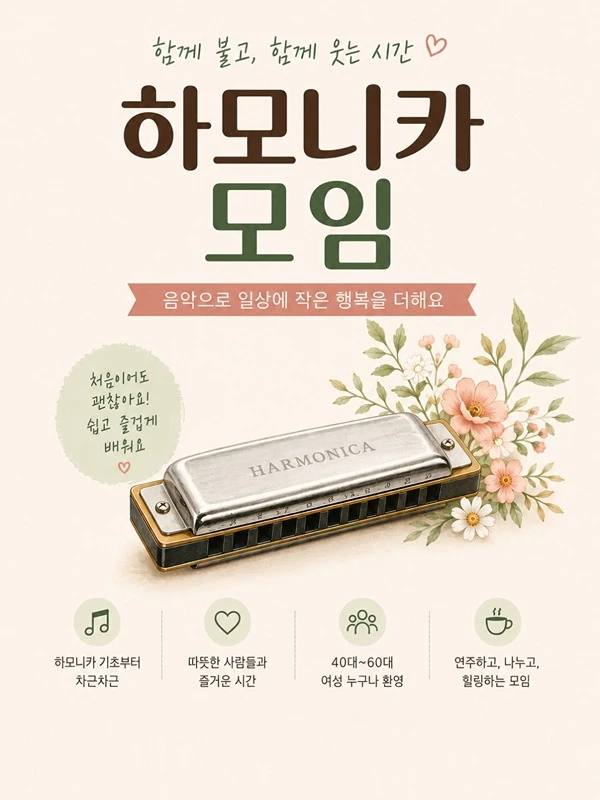 함께 불고, 함께 웃는 시간
하모니카
모임
음악으로 일상에 작은 행복을 더해요
처음이어도
괜찮아요!
쉽고 즐겁게
배워요
HARMONICA
하모니카 기초부터
차근차근
따뜻한 사람들과
즐거운 시간
40대~60대
여성 누구나 환영
연주하고, 나누고,
힐링하는 모임